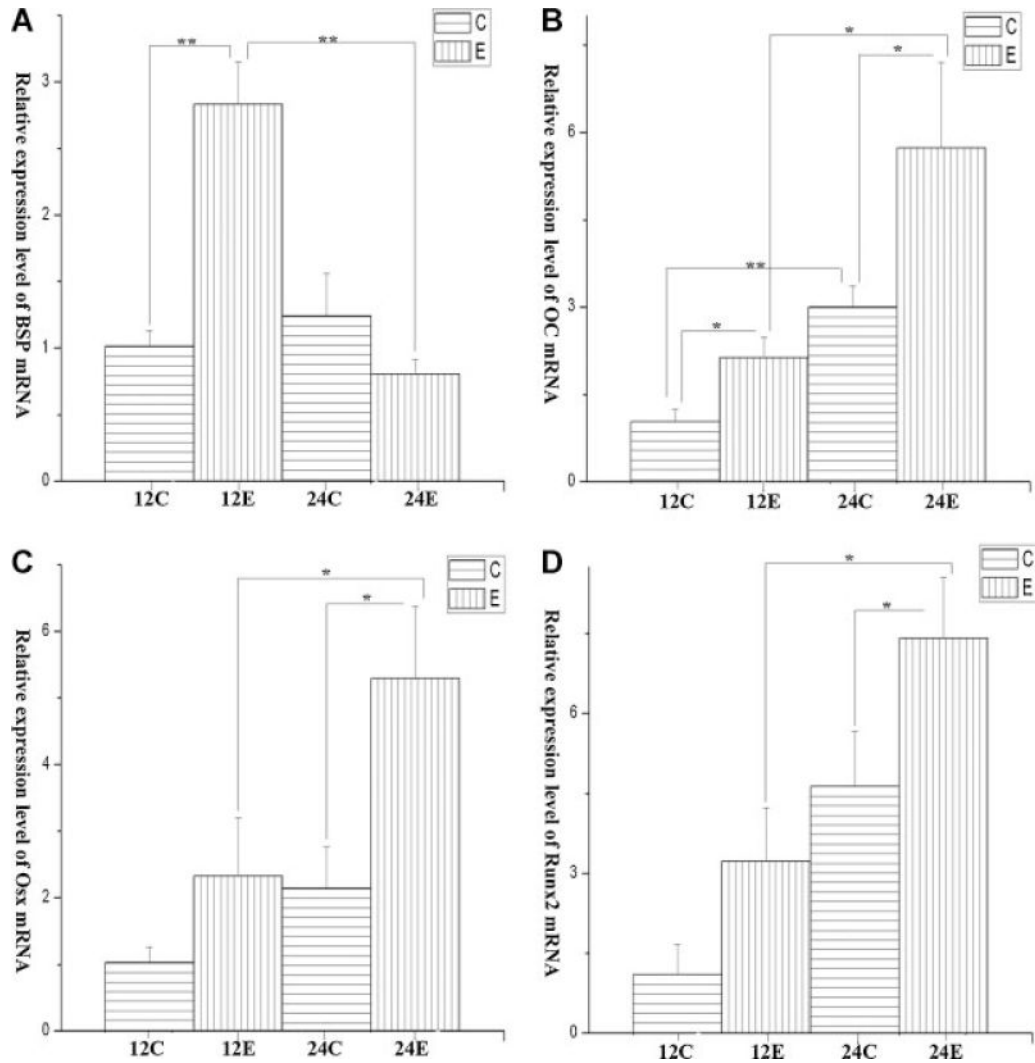 A
**
**
C
E
Relative expression level of BSP mRNA
3
2
1
0
12C 12E 24C 24E
B
*
*
**
*
C
E
Relative expression level of OC mRNA
6
3
0
12C 12E 24C 24E
C
*
*
C
E
Relative expression level of Osx mRNA
6
4
2
0
12C 12E 24C 24E
D
*
*
C
E
Relative expression level of Runx2 mRNA
6
3
0
12C 12E 24C 24E